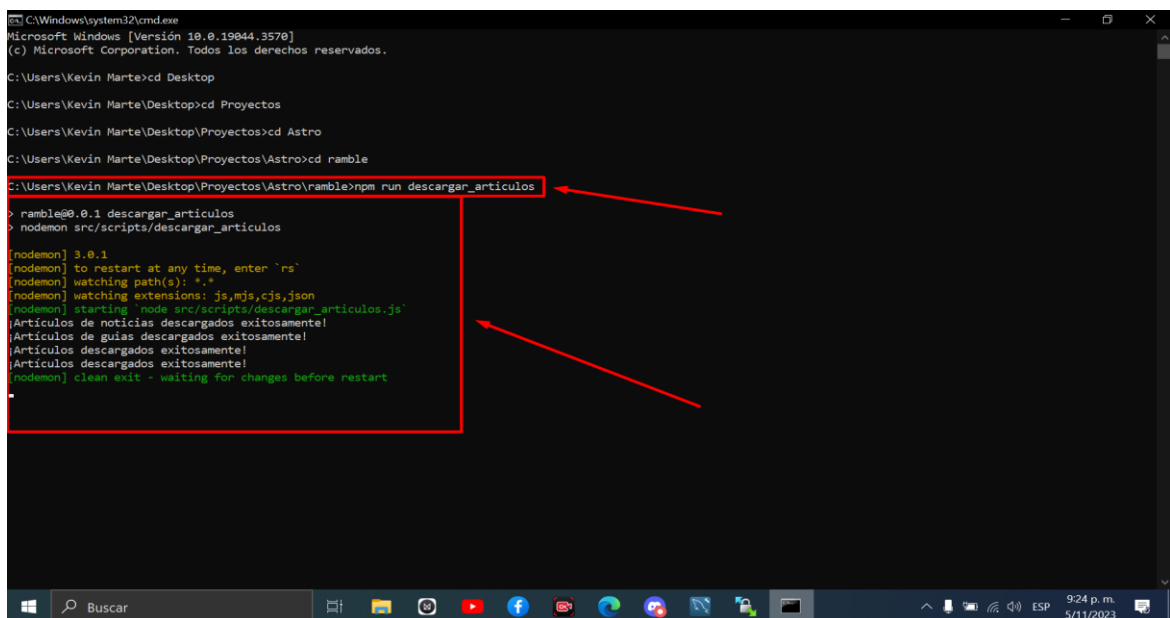 C:\Windows\system32\cmd.exe
Microsoft Windows [Versión 10.0.19044.3570]
(c) Microsoft Corporation. Todos los derechos reservados.
C:\Users\Kevin Marte>cd Desktop
C:\Users\Kevin Marte\Desktop>cd Proyectos
C:\Users\Kevin Marte\Desktop\Proyectos>cd Astro
C:\Users\Kevin Marte\Desktop\Proyectos\Astro>cd ramble
C:\Users\Kevin Marte\Desktop\Proyectos\Astro\ramble>npm run descargar_articulos
> ramble@0.0.1 descargar_articulos
> nodemon src/scripts/descargar_articulos
[nodemon] 3.0.1
[nodemon] to restart at any time, enter `rs`
[nodemon] watching path(s): *.*
[nodemon] watching extensions: js,mjs,cjs,json
[nodemon] starting `node src/scripts/descargar_articulos.js`
¡Artículos de noticias descargados exitosamente!
¡Artículos de guias descargados exitosamente!
¡Artículos descargados exitosamente!
¡Artículos descargados exitosamente!
[nodemon] clean exit - waiting for changes before restart
Buscar
ESP
9:24 p. m.
5/11/2023